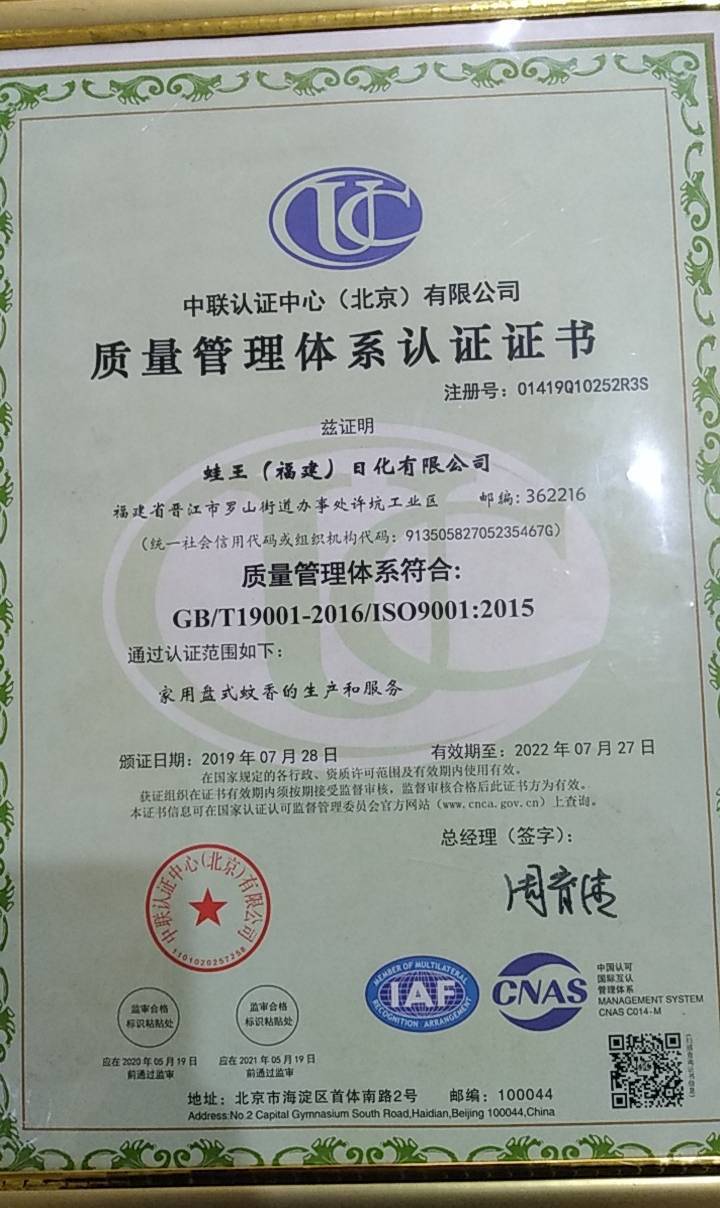 UCC
中联认证中心（北京）有限公司
质量管理体系认证证书
注册号：01419Q10252R3S
兹证明
蛙王（福建）日化有限公司
福建省晋江市罗山街道办事处许坑工业区 邮编：362216
（统一社会信用代码或组织机构代码：91350582705235467G）
质量管理体系符合:
GB/T19001-2016/ISO9001:2015
通过认证范围如下：
家用盘式蚊香的生产和服务
颁证日期：2019 年 07 月 28 日 有效期至：2022 年 07 月 27 日
在国家规定的各行政、资质许可范围及有效期内使用有效。
获证组织在证书有效期内须按期接受监督审核，监督审核合格后此证书方为有效。
本证书信息可在国家认证认可监督管理委员会官方网站（www.cnca.gov.cn）上查询。
总经理（签字）：
中联认证中心(北京)有限公司
1101020257258
MEMBER OF MULTILATERAL
IAF
RECOGNITION ARRANGEMENT
CNAS
中国认可
国际互认
管理体系
MANAGEMENT SYSTEM
CNAS C014-M
监审合格
标识粘贴处
应在 2020 年 05 月 19 日
前通过监审
监审合格
标识粘贴处
应在 2021 年 05 月 19 日
前通过监审
地址：北京市海淀区首体南路2号 邮编：100044
Address:No.2 Capital Gymnasium South Road,Haidian,Beijing 100044,China